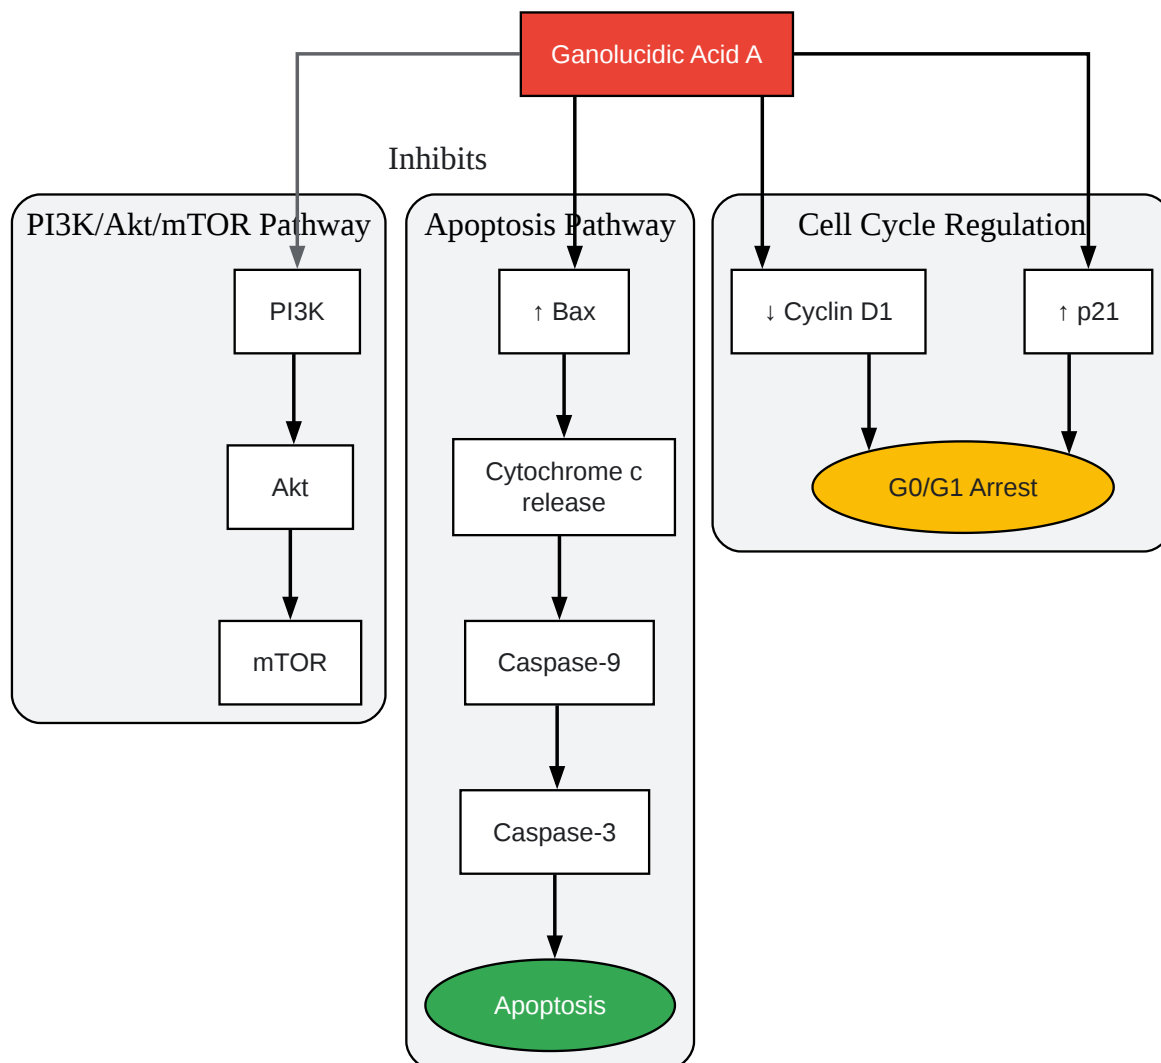 Ganolucidic Acid A
Inhibits
PI3K/Akt/mTOR Pathway
PI3K
Akt
mTOR
Apoptosis Pathway
↑ Bax
Cytochrome c
release
Caspase-9
Caspase-3
Apoptosis
Cell Cycle Regulation
↓ Cyclin D1
↑ p21
G0/G1 Arrest